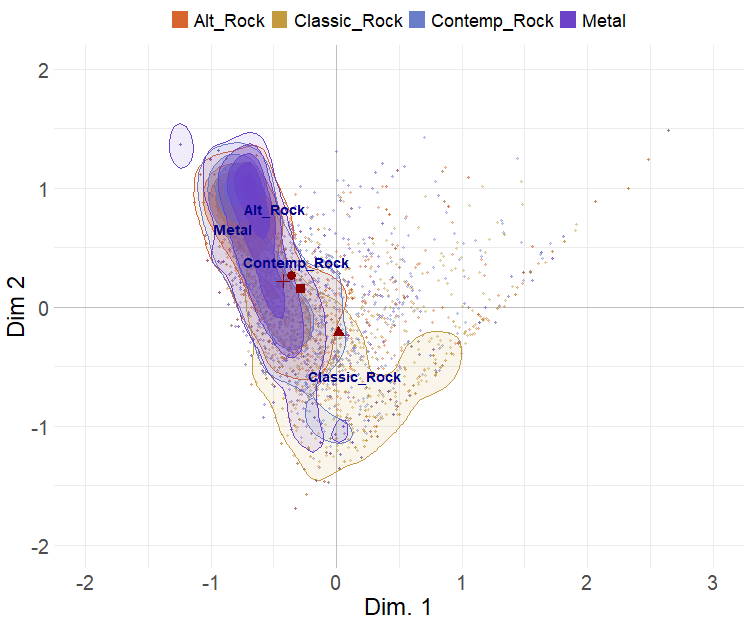 Alt_Rock Classic_Rock Contemp_Rock Metal
2
1
0
-1
-2
Dim 2
Alt_Rock
Metal
Contemp_Rock
Classic_Rock
-2 -1 0 1 2 3
Dim. 1